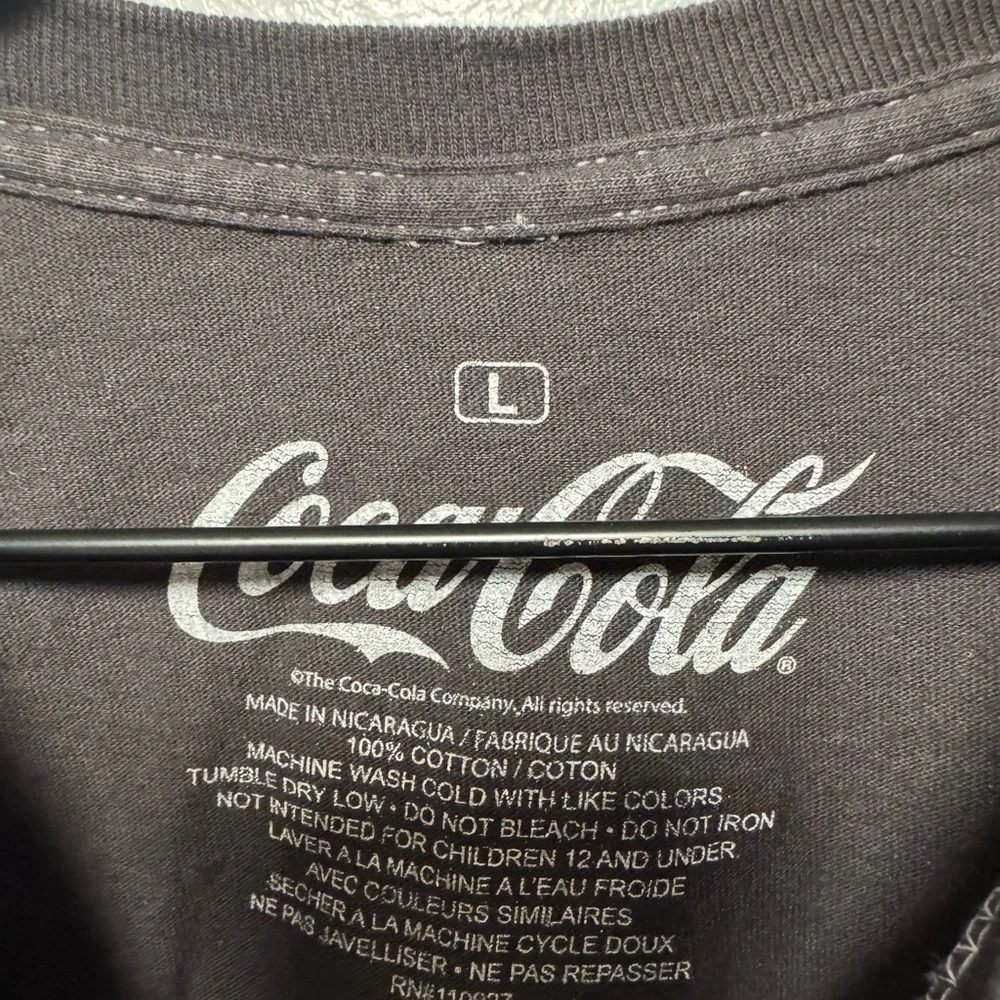 L
Coca-Cola®
©The Coca-Cola Company. All rights reserved.
MADE IN NICARAGUA / FABRIQUE AU NICARAGUA
100% COTTON / COTON
MACHINE WASH COLD WITH LIKE COLORS
TUMBLE DRY LOW • DO NOT BLEACH • DO NOT IRON
NOT INTENDED FOR CHILDREN 12 AND UNDER.
LAVER A LA MACHINE A L'EAU FROIDE
AVEC COULEURS SIMILAIRES
SECHER A LA MACHINE CYCLE DOUX
NE PAS JAVELLISER • NE PAS REPASSER